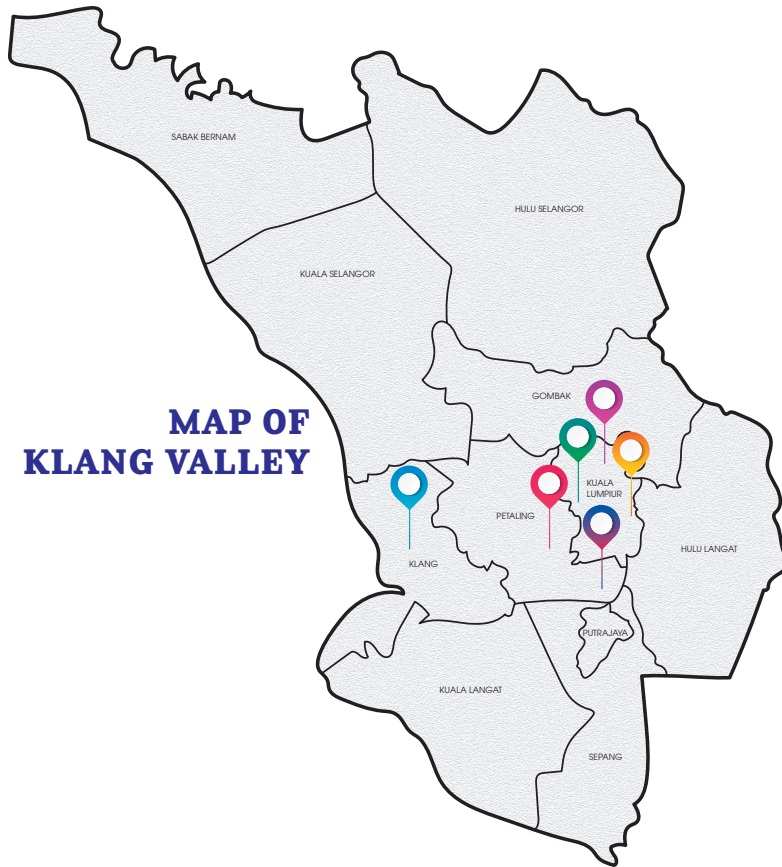 SABAK BERNAM
HULU SELANGOR
KUALA SELANGOR
GOMBAK
MAP OF
KLANG VALLEY
KUALA
LUMPIUR
PETALING
HULU LANGAT
KLANG
PUTRAJAYA
KUALA LANGAT
SEPANG